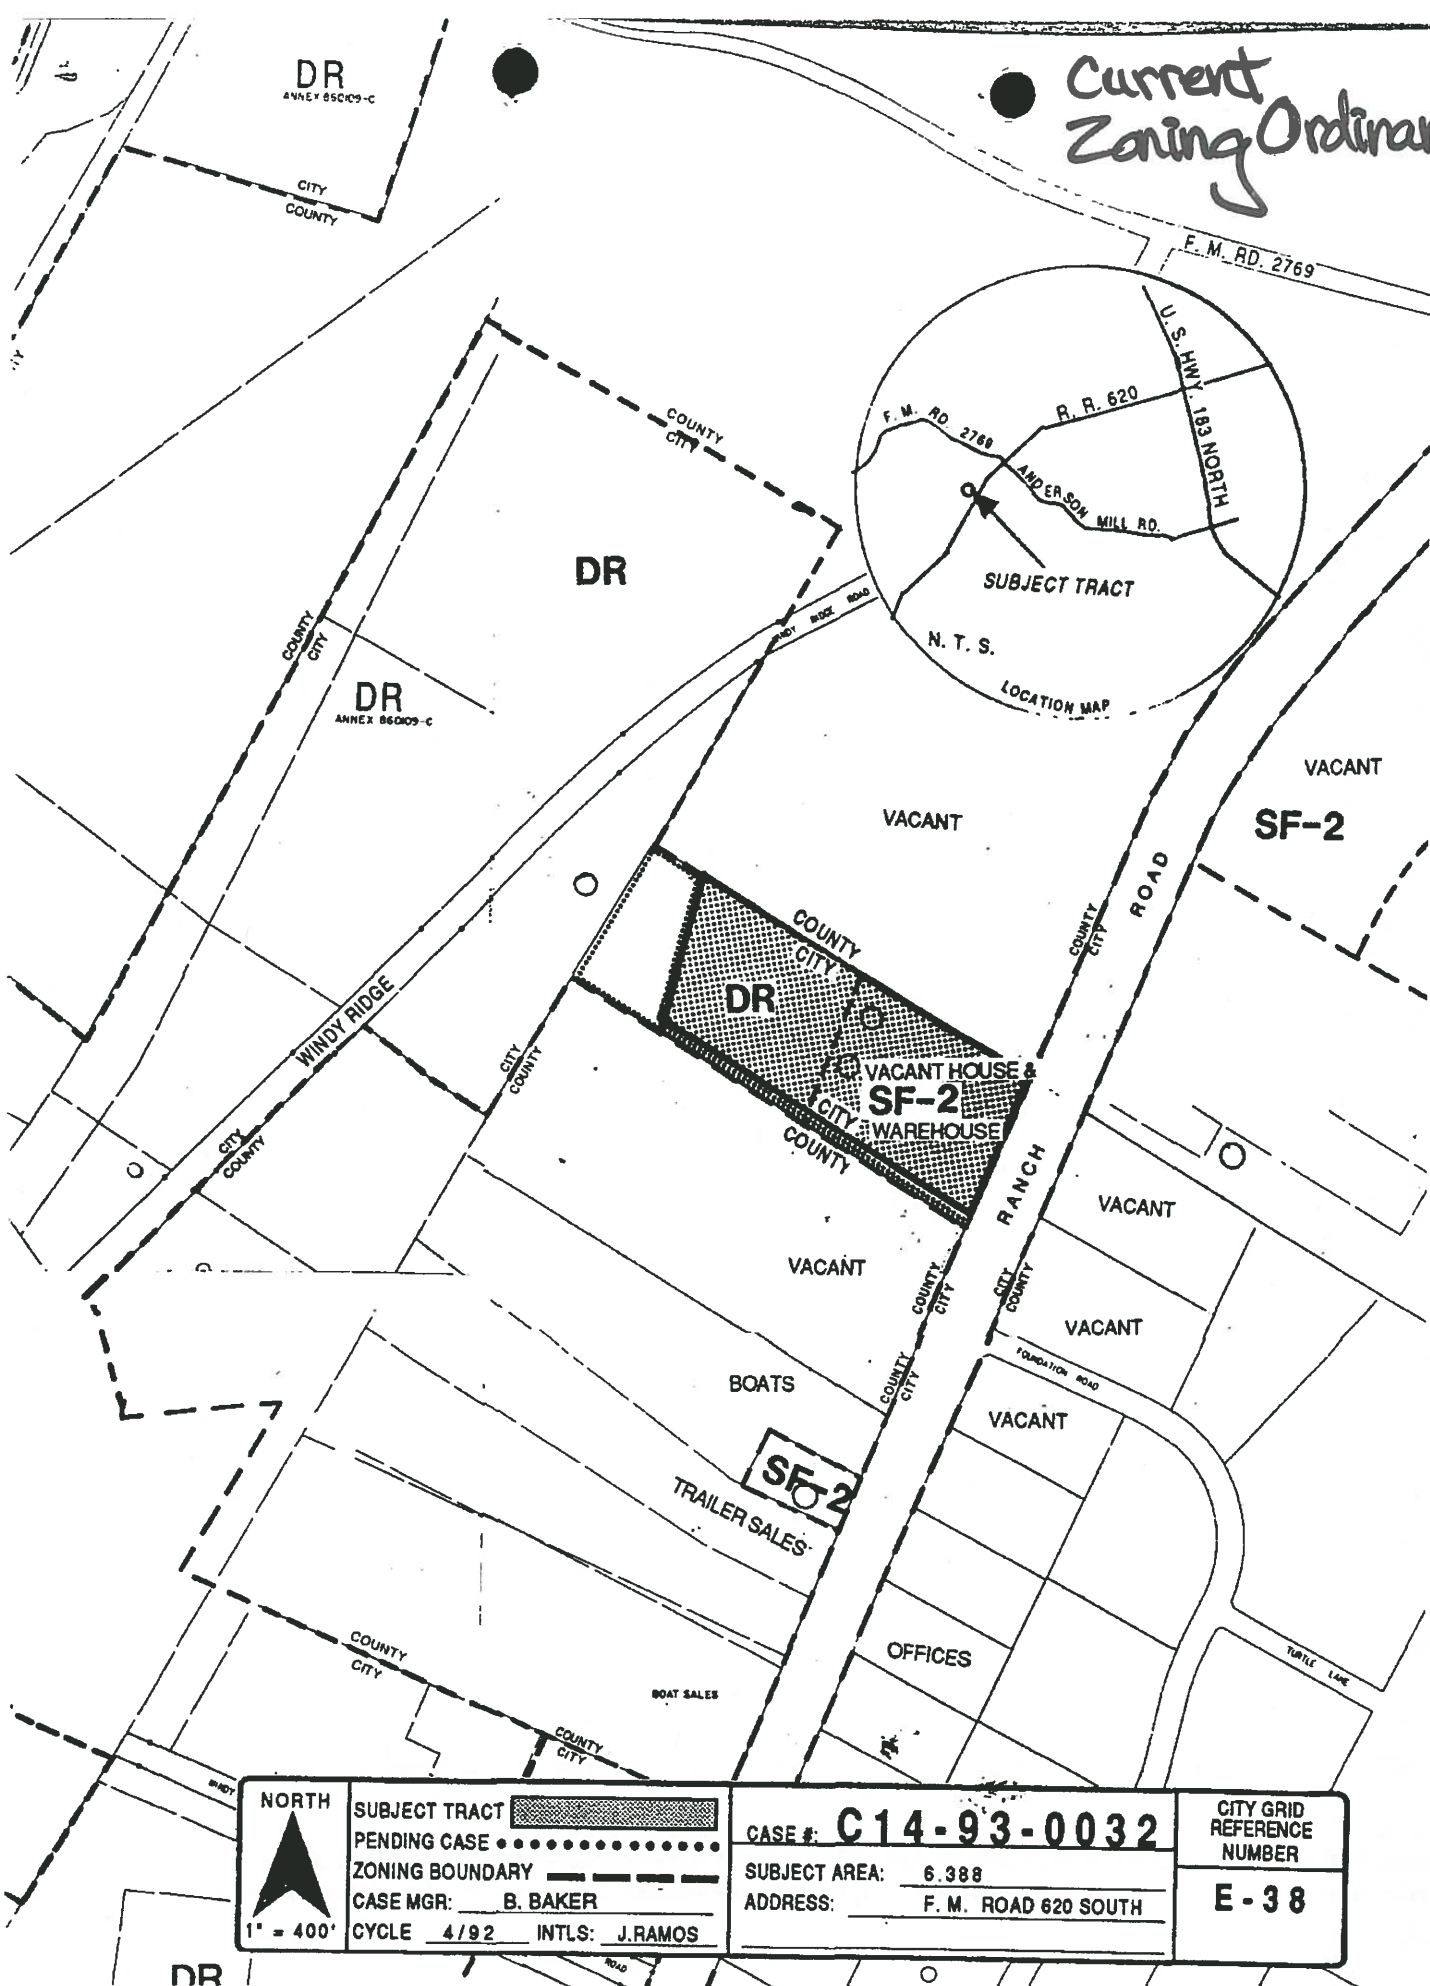 Current
Zoning Ordinan
DR
ANNEX 860109-C
CITY
COUNTY
F. M. RD. 2769
U. S. HWY. 183 NORTH
R. R. 620
F. M. RD. 2769
ANDERSON MILL RD.
SUBJECT TRACT
N. T. S.
LOCATION MAP
COUNTY
CITY
DR
COUNTY
CITY
DR
ANNEX 860109-C
RIDGE ROAD
VACANT
VACANT
SF-2
ROAD
COUNTY
CITY
COUNTY
CITY
DR
WINDY RIDGE
CITY
COUNTY
VACANT HOUSE &
SF-2
WAREHOUSE
CITY
COUNTY
CITY
COUNTY
RANCH
VACANT
VACANT
COUNTY
CITY
CITY
COUNTY
VACANT
FOUNDATION ROAD
BOATS
COUNTY
CITY
VACANT
SF-2
TRAILER SALES
COUNTY
CITY
OFFICES
TURTLE LANE
BOAT SALES
COUNTY
CITY
WINDY
NORTH
1" = 400'
SUBJECT TRACT
PENDING CASE
ZONING BOUNDARY
CASE MGR: B. BAKER
CYCLE 4/92 INTLS: J.RAMOS
CASE #: C14-93-0032
SUBJECT AREA: 6.388
ADDRESS: F. M. ROAD 620 SOUTH
CITY GRID
REFERENCE
NUMBER
E-38
DR
ROAD